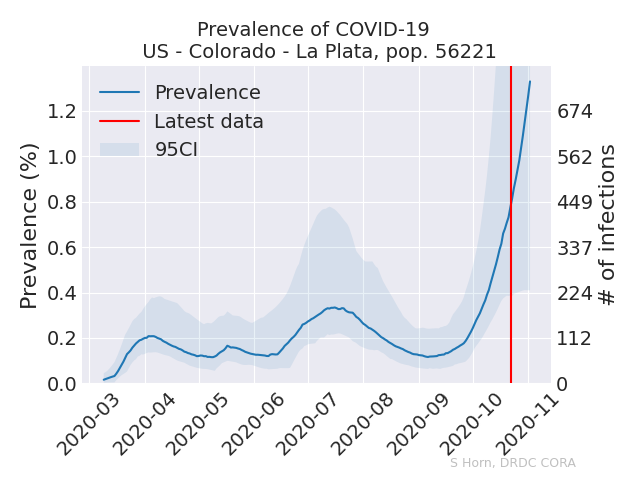 Prevalence of COVID-19
US - Colorado - La Plata, pop. 56221
Prevalence
Latest data
95CI
Prevalence (%)
1.2
1.0
0.8
0.6
0.4
0.2
0.0
674
562
449
337
224
112
0
# of infections
2020-03
2020-04
2020-05
2020-06
2020-07
2020-08
2020-09
2020-10
2020-11
S Horn, DRDC CORA